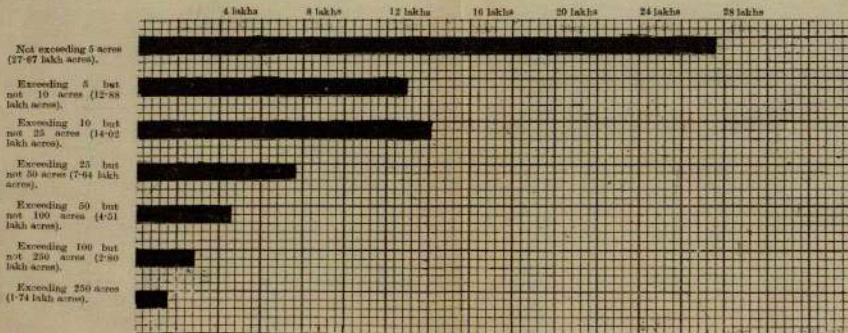 4 lakhs 8 lakhs 12 lakhs 16 lakhs 20 lakhs 24 lakhs 28 lakhs
Not exceeding 5 acres
(27·67 lakh acres).
Exceeding 5 but
not 10 acres (12·88
lakh acres).
Exceeding 10 but
not 25 acres (14·02
lakh acres).
Exceeding 25 but
not 50 acres (7·64 lakh
acres).
Exceeding 50 but
not 100 acres (4·51
lakh acres).
Exceeding 100 but
not 250 acres (2·80
lakh acres).
Exceeding 250 acres
(1·74 lakh acres).